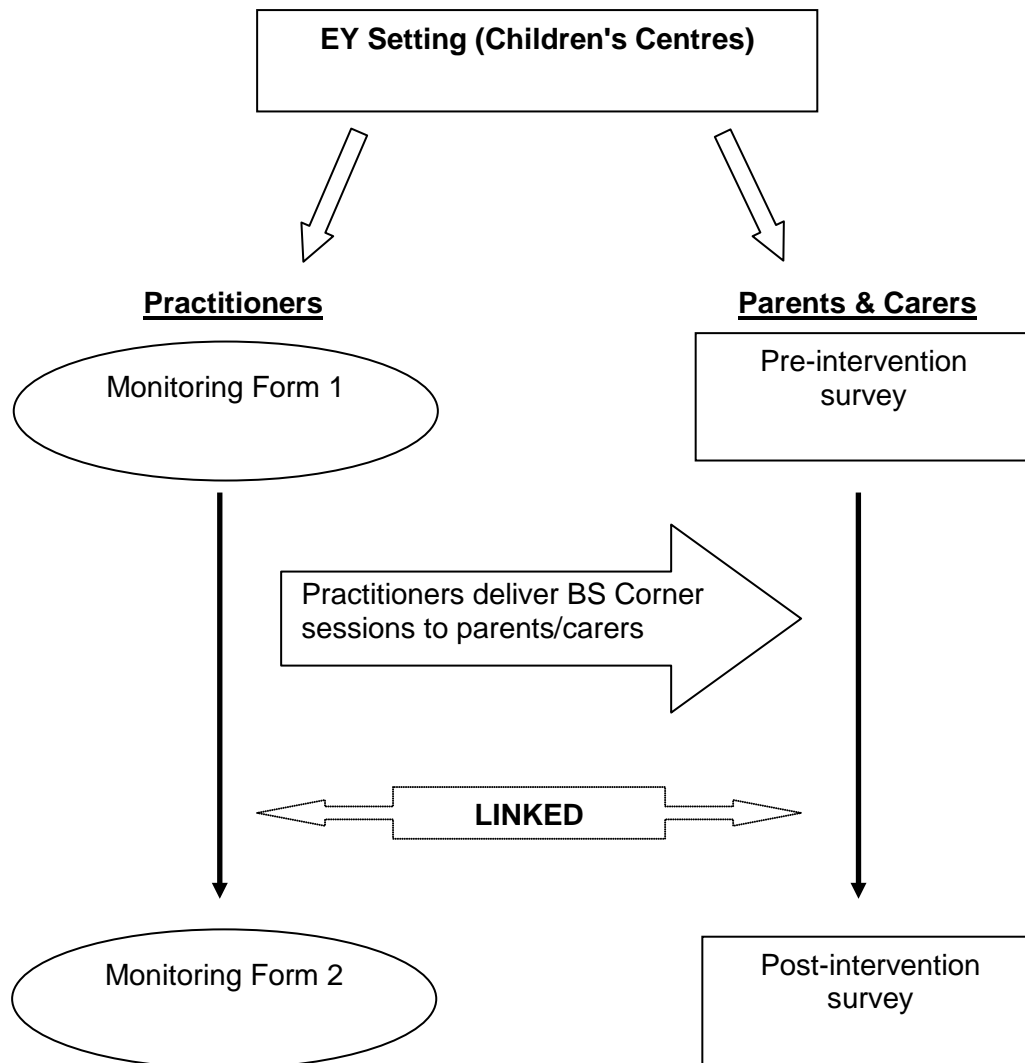 EY Setting (Children's Centres)
Practitioners
Parents & Carers
Monitoring Form 1
Pre-intervention
survey
Practitioners deliver BS Corner
sessions to parents/carers
LINKED
Monitoring Form 2
Post-intervention
survey